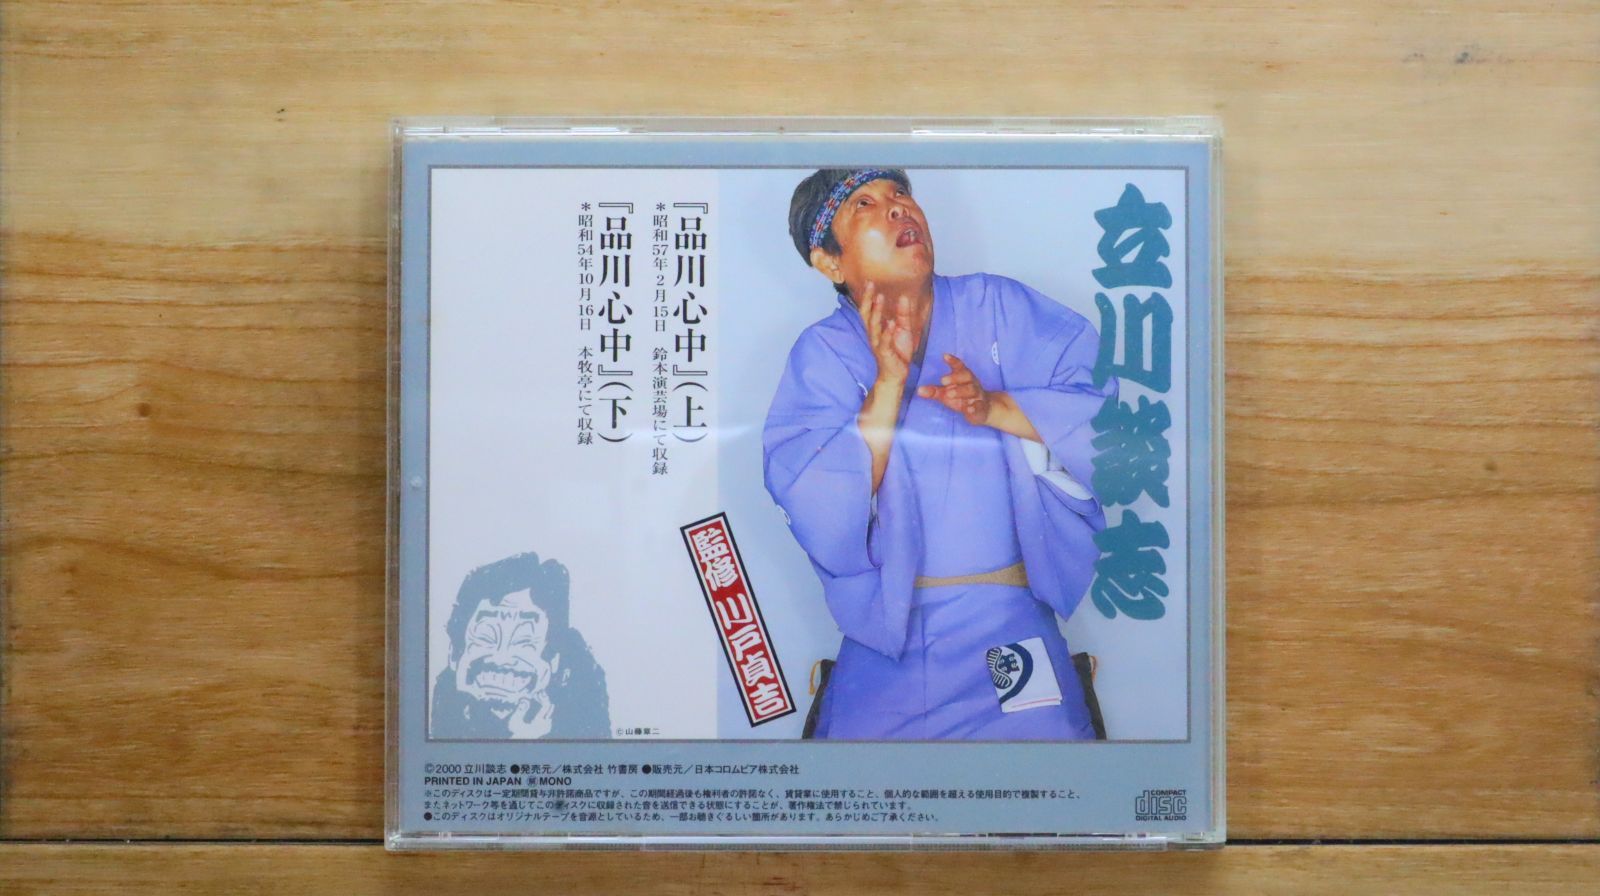 立川談志
『品川心中』(上)
＊昭和57年2月15日 鈴本演芸場にて収録
『品川心中』(下)
＊昭和54年10月16日 本牧亭にて収録
監修 川戸貞吉
©山藤章二
©2000 立川談志 ●発売元／株式会社 竹書房 ●販売元／日本コロムビア株式会社
PRINTED IN JAPAN MONO
※このディスクは一定期間貸与非許諾商品ですが、この期間経過後も権利者の許諾なく、賃貸業に使用すること、個人的な範囲を超える使用目的で複製すること、
またネットワーク等を通じてこのディスクに収録された音を送信できる状態にすることが、著作権法で禁じられています。
●このディスクはオリジナルテープを音源としているため、一部お聴きぐるしい箇所があります。あらかじめご了承ください。
COMPACT
disc
DIGITAL AUDIO